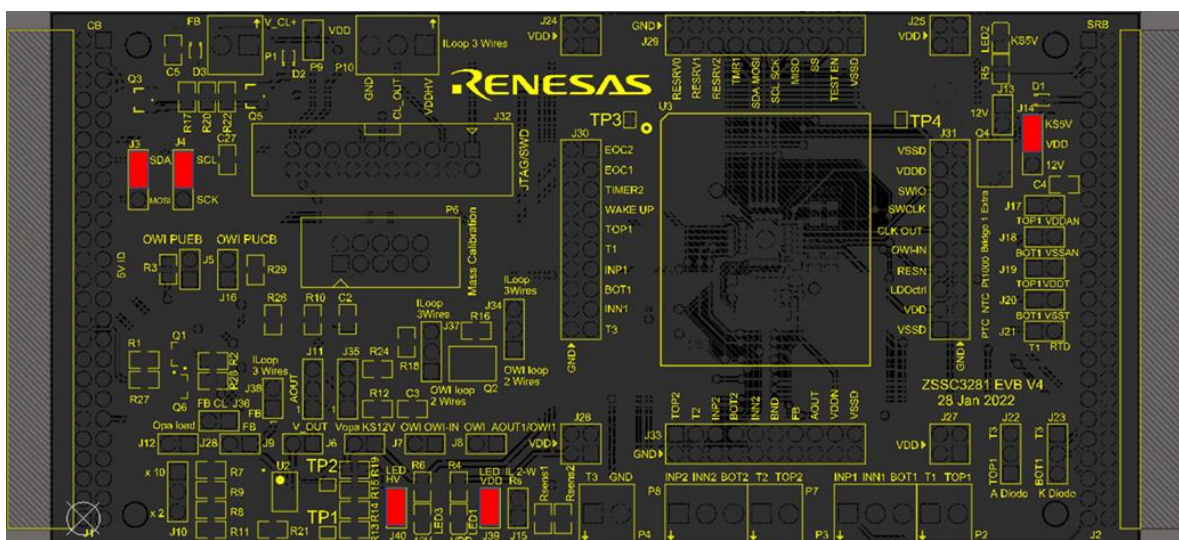 CB
FB
V_CL+
P1
C5
D3
D2
VDD
P9
P10
ILoop 3 Wires
GND
CL_OUT
VDDHV
RENESAS
J24
VDD
GND
J29
RESRV0
RESRV1
RESRV2
TMR1
SDA MOSI
SCL SCK
MISO
SS
TEST EN
VSSD
J25
VDD
LED2
KS5V
R5
SRB
Q3
R17
R20
R22
Q5
C27
J32
JTAG/SWD
J3
SDA
MOSI
J4
SCL
SCK
TP3
U3
TP4
J30
EOC2
EOC1
TIMER2
WAKE UP
TOP1
T1
INP1
BOT1
INN1
T3
GND
J31
VSSD
VDDD
SWIO
SWCLK
CLK OUT
OWI-IN
RESN
LDOctrl
VDD
VSSD
GND
J13
12V
D1
J14
KS5V
VDD
12V
Q4
C4
J17
TOP1 VDDAN
J18
BOT1 VSSAN
J19
TOP1 VDDT
J20
BOT1 VSST
J21
T1 RTD
PTC NTC Pt1000 Bridge 1 Extra
P6
Mass Calibration
5V ID
OWI PUEB
R3
J5
OWI PUCB
J16
R29
R26
R10
C2
ILoop
3Wires
J34
ILoop
3Wires
J37
R16
R18
Q2
OWI loop
2 Wires
OWI loop
2 Wires
R1
R27
Q1
Q6
R2
R28
ILoop
3 Wires
J38
AOUT
J11
1
J35
1
R24
R12
C3
FB CL
J36
FB
1
Opa load
J12
J28
FB
J9
V_OUT
J6
Vopa KS12V
J7
OWI OWI-IN
J8
OWI AOUT1/OWI1
J26
VDD
TOP2
T2
INP2
BOT2
INN2
BND
FB
AOUT
VDDN
VSSD
J33
GND
ZSSC3281 EVB V4
28 Jan 2022
J27
VDD
J22
T3
TOP1
A Diode
J23
T3
BOT1
K Diode
x 10
x 2
J10
R7
R9
R8
R11
U2
R21
TP2
TP1
R19
R15
R14
R13
LED
HV
J40
R6
LED3
R4
LED1
LED
VDD
J39
IL 2-W
Rs
J15
Rsens1
Rsens2
T3 GND
P4
P8
INP2 INN2 BOT2
T2 TOP2
P7
P3
INP1 INN1 BOT1
T1 TOP1
P2
J1
J2